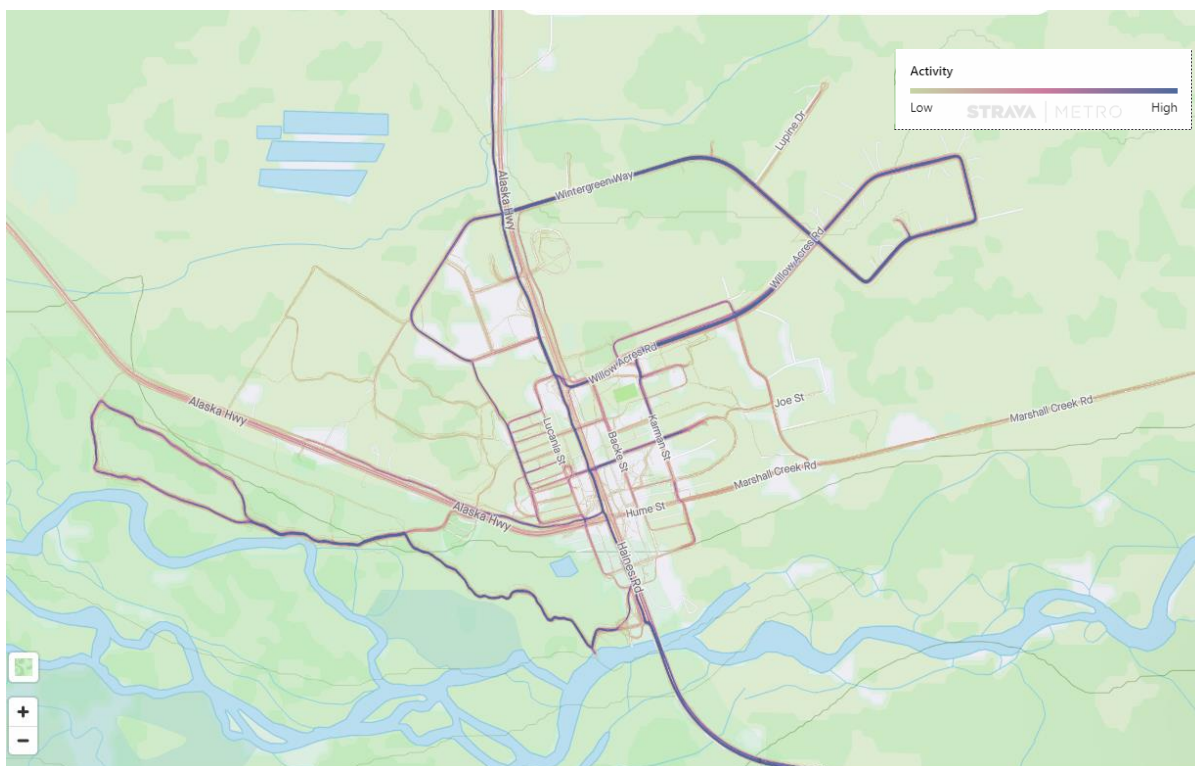 Activity
Low
STRAVA | METRO
High
Lupine Dr
Alaska Hwy
Wintergreen Way
Willow Acres Rd
Willow Acres Rd
Alaska Hwy
Lucania St
Backe St
Karman St
Joe St
Marshall Creek Rd
Marshall Creek Rd
Hume St
Alaska Hwy
Haines Rd
+
−